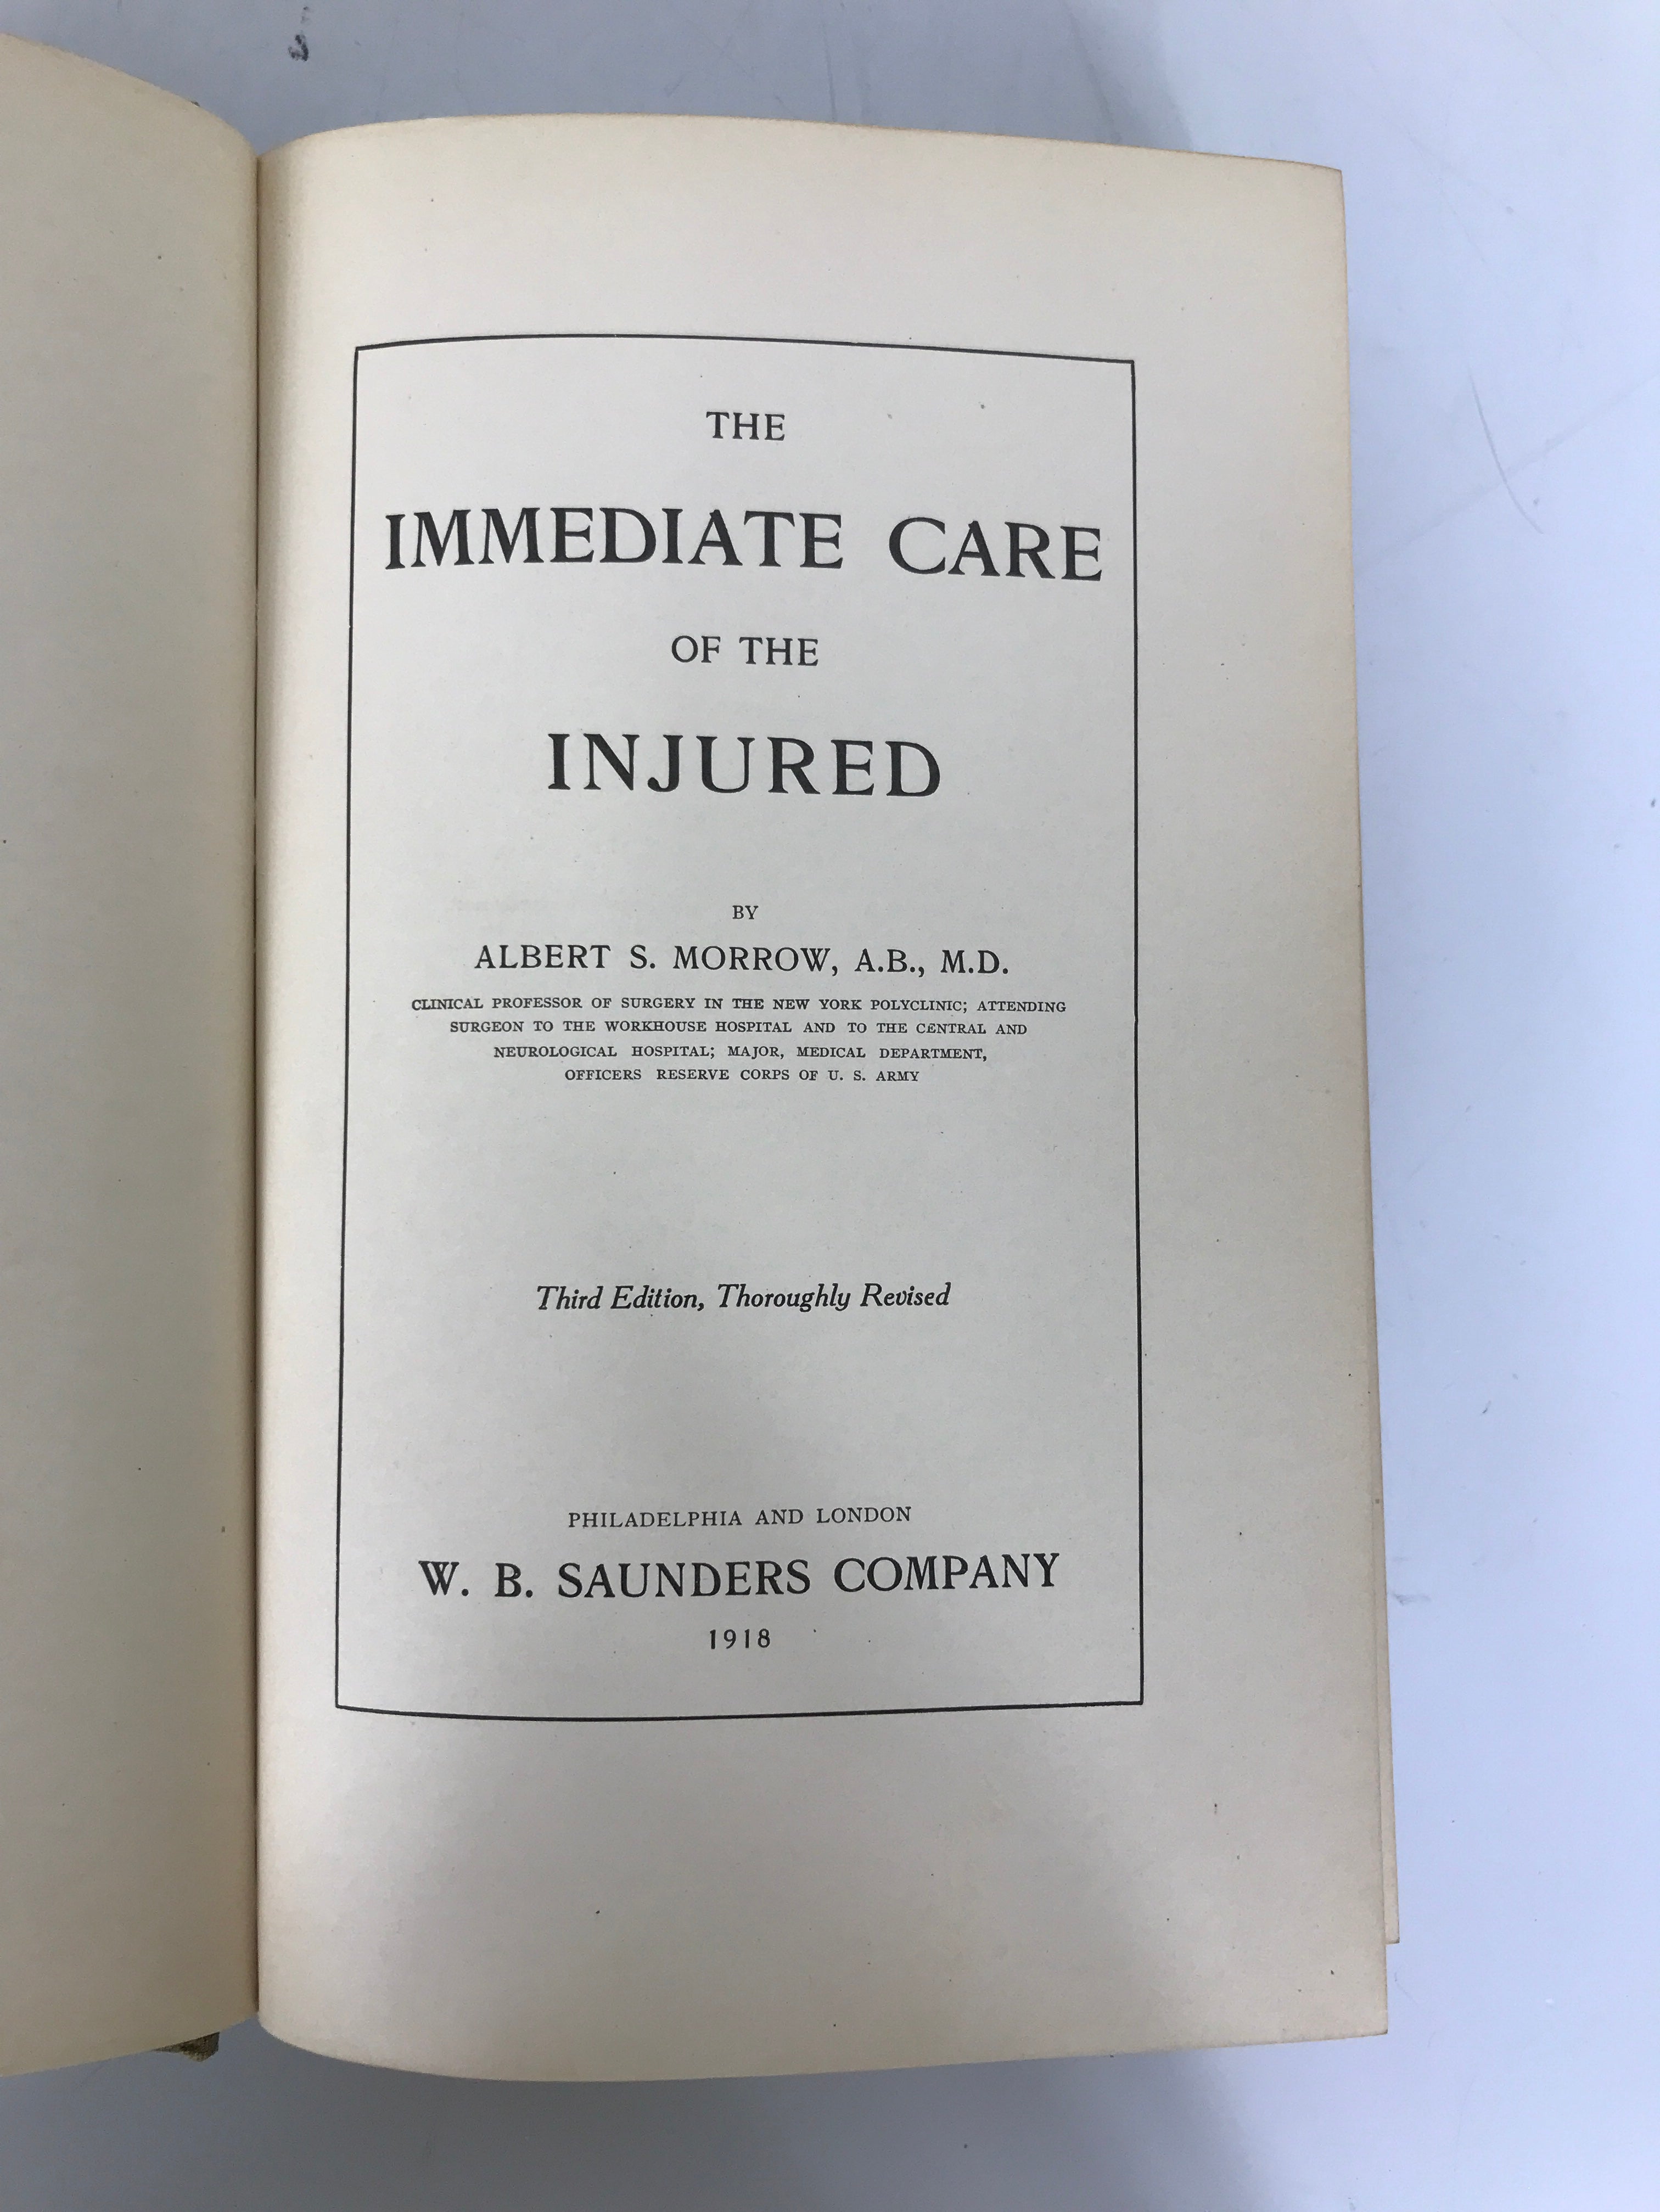 THE
IMMEDIATE CARE
OF THE
INJURED
BY
ALBERT S. MORROW, A.B., M.D.
CLINICAL PROFESSOR OF SURGERY IN THE NEW YORK POLYCLINIC; ATTENDING
SURGEON TO THE WORKHOUSE HOSPITAL AND TO THE CENTRAL AND
NEUROLOGICAL HOSPITAL; MAJOR, MEDICAL DEPARTMENT,
OFFICERS RESERVE CORPS OF U. S. ARMY
Third Edition, Thoroughly Revised
PHILADELPHIA AND LONDON
W. B. SAUNDERS COMPANY
1918